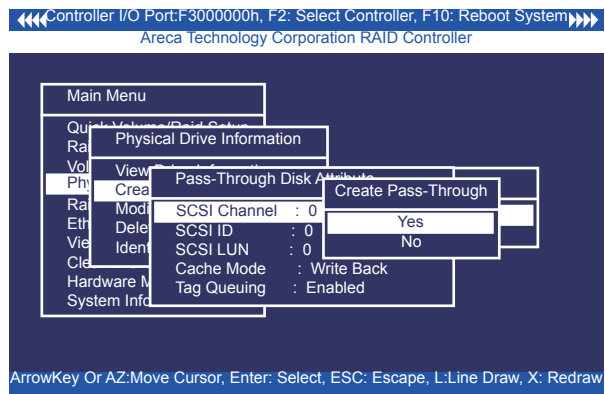 Controller I/O Port:F3000000h, F2: Select Controller, F10: Reboot System
Areca Technology Corporation RAID Controller
Main Menu
Physical Drive Information
View
Pass-Through Disk
Create Pass-Through
SCSI Channel : 0
Yes
SCSI ID : 0
No
SCSI LUN : 0
Cache Mode : Write Back
Hardware M
Tag Queuing : Enabled
System Info
ArrowKey Or AZ:Move Cursor, Enter: Select, ESC: Escape, L:Line Draw, X: Redraw